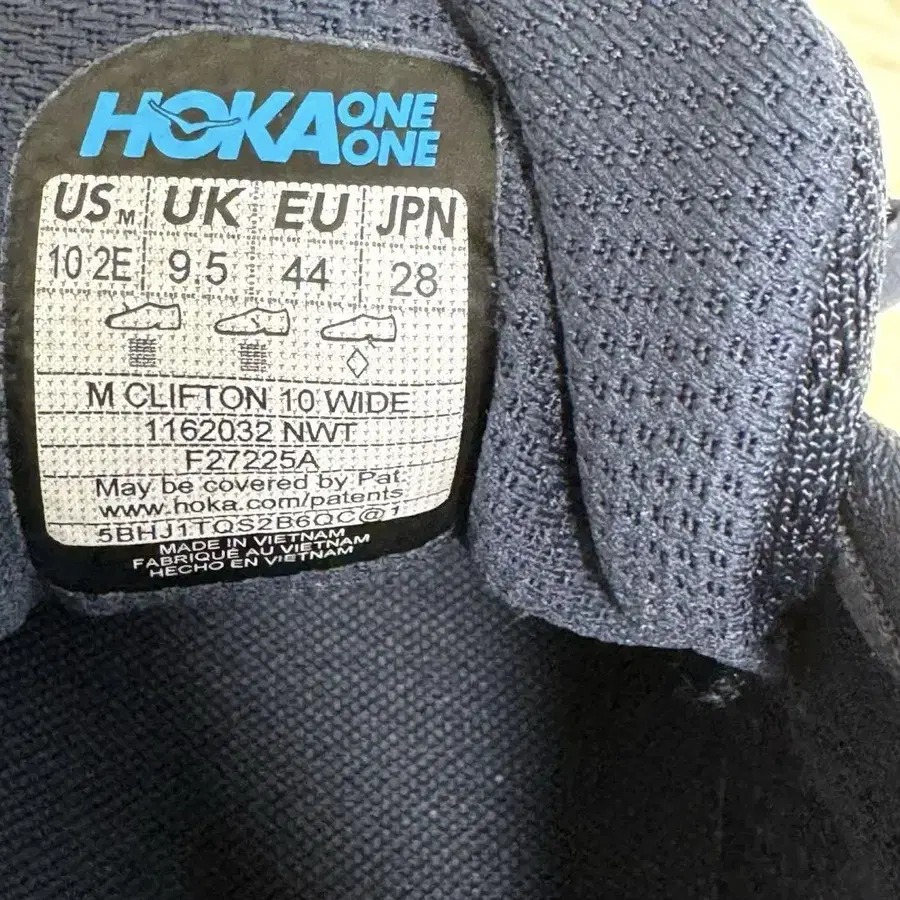 HOKA ONE ONE
US M UK EU JPN
10 2E 9.5 44 28
M CLIFTON 10 WIDE
1162032 NWT
F27225A
May be covered by Pat.
www.hoka.com/patents
5BHJ1TQS2B6QC@1
MADE IN VIETNAM
FABRIQUÉ AU VIETNAM
HECHO EN VIETNAM